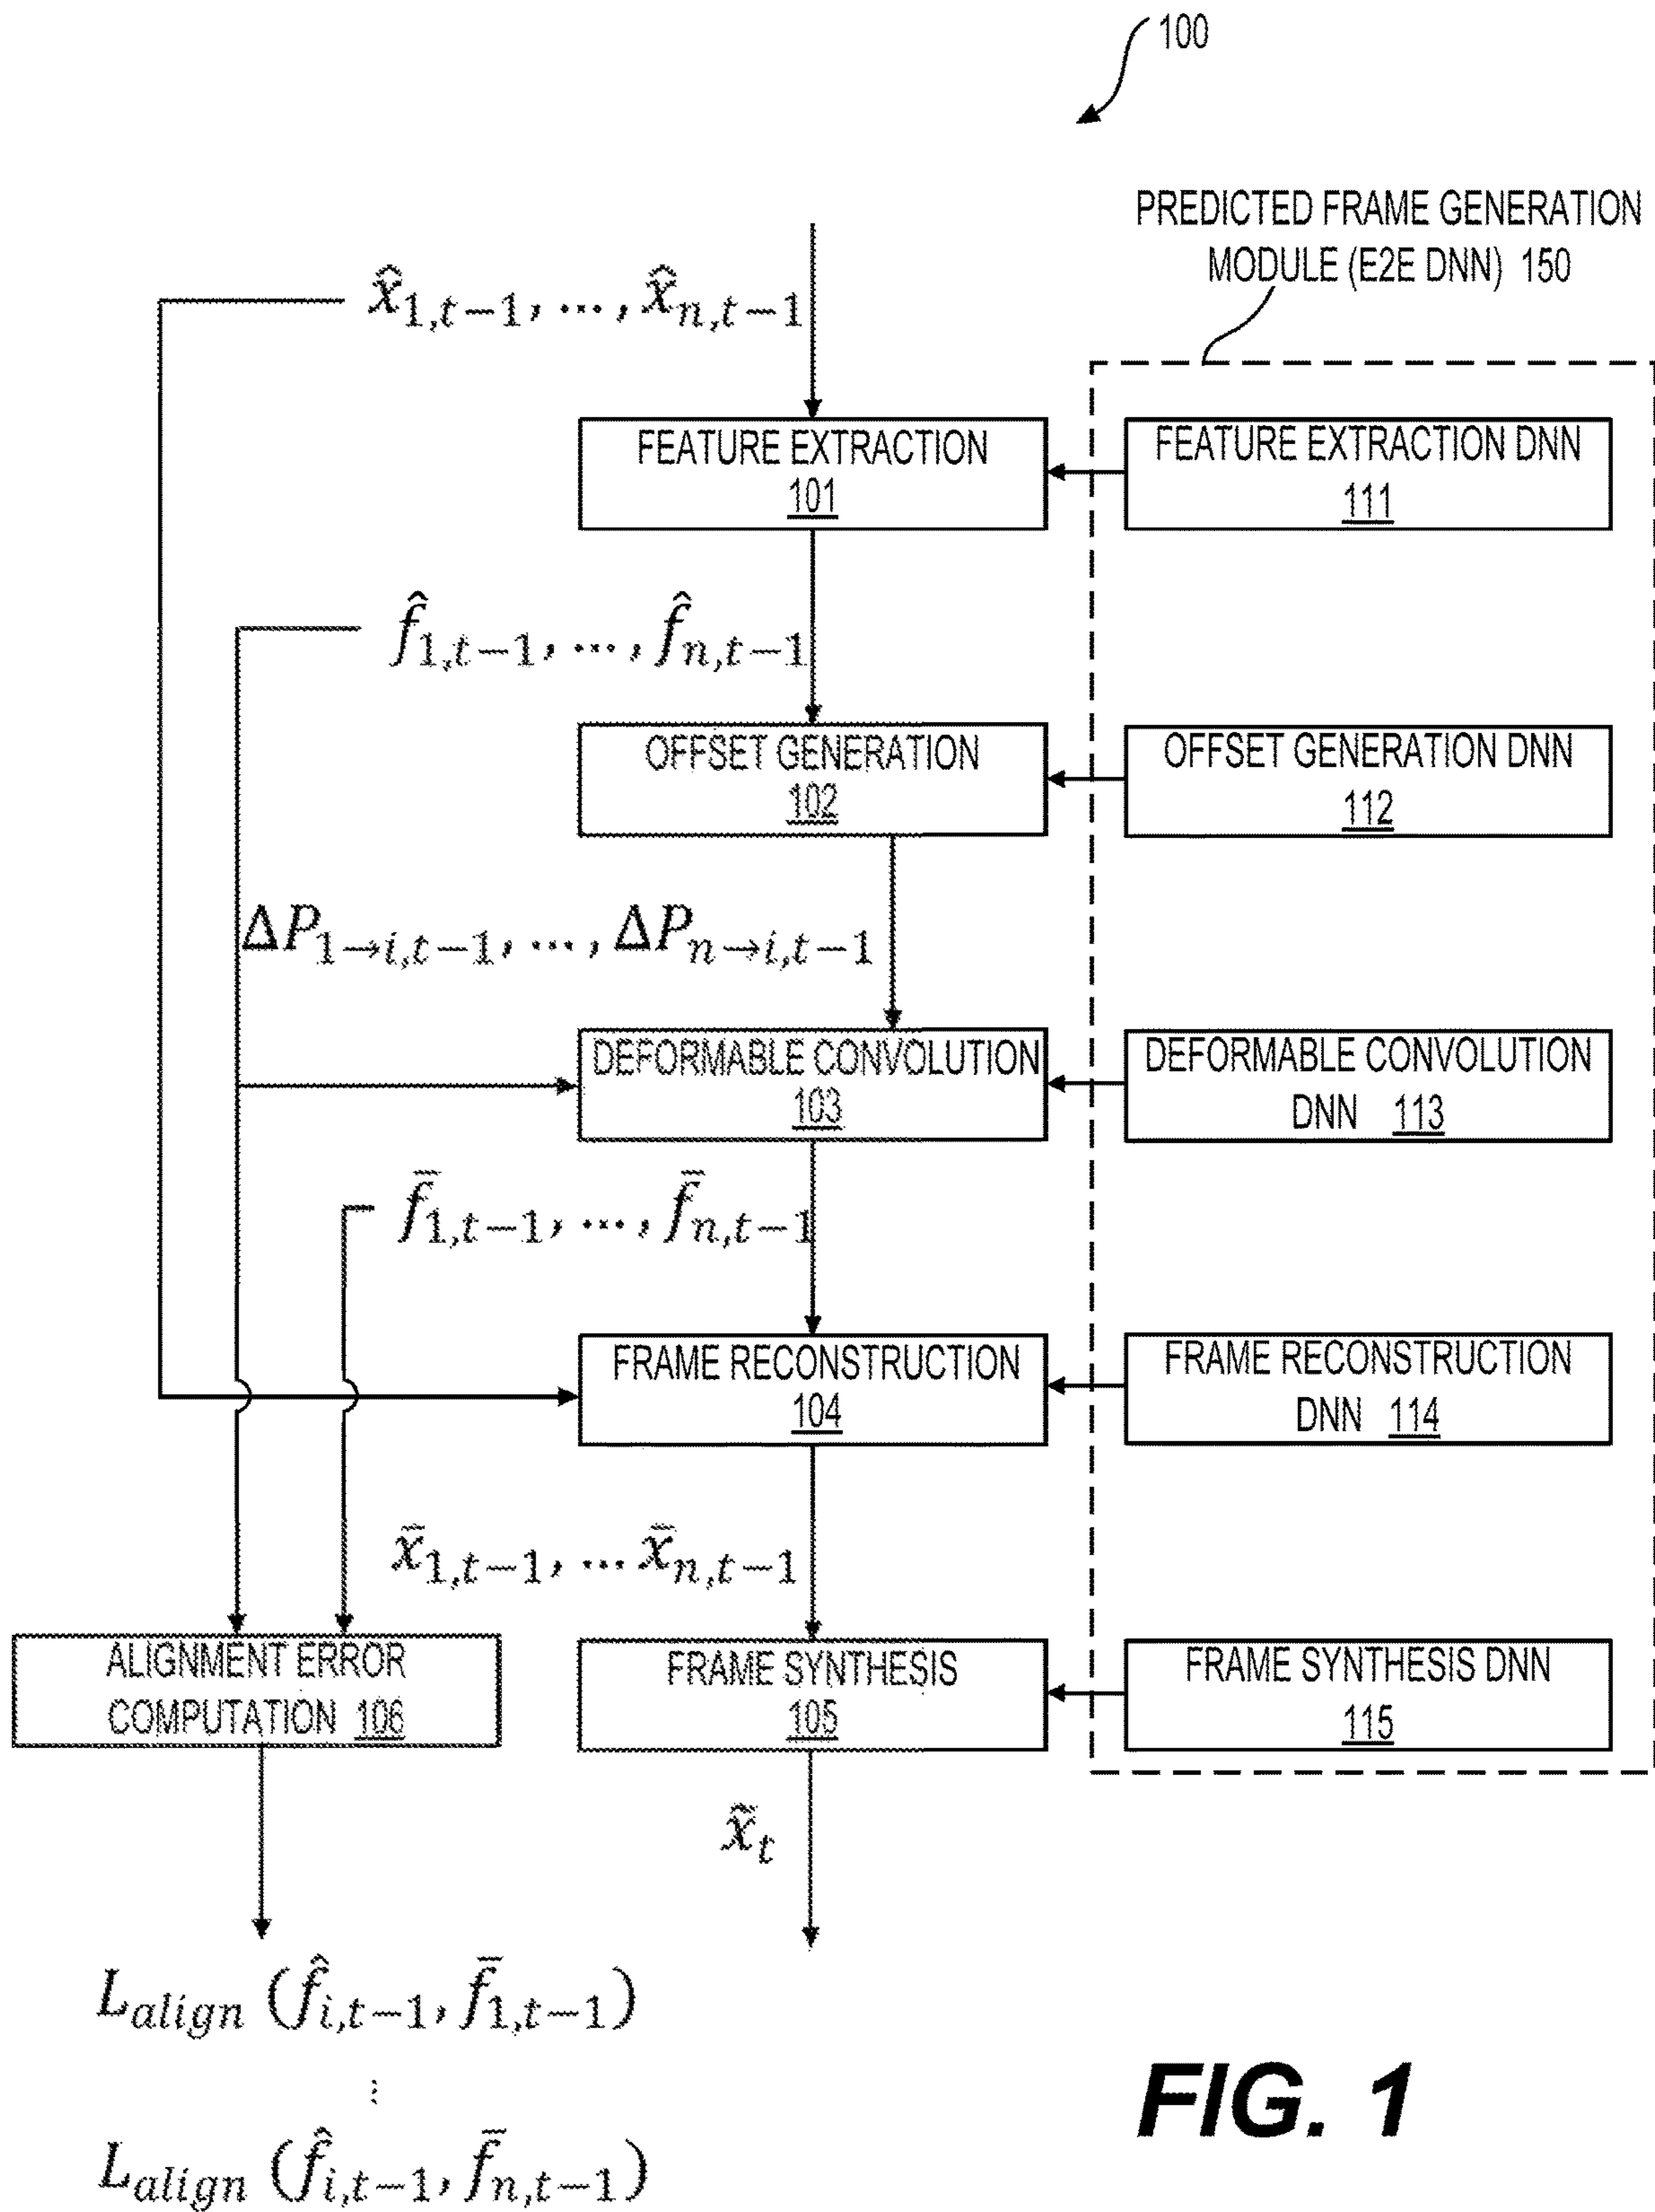 100
PREDICTED FRAME GENERATION
MODULE (E2E DNN) 150
x̂₁,ₜ₋₁, ..., x̂ₙ,ₜ₋₁
FEATURE EXTRACTION
101
FEATURE EXTRACTION DNN
111
f̂₁,ₜ₋₁, ..., f̂ₙ,ₜ₋₁
OFFSET GENERATION
102
OFFSET GENERATION DNN
112
ΔP₁→ᵢ,ₜ₋₁, ..., ΔPₙ→ᵢ,ₜ₋₁
DEFORMABLE CONVOLUTION
103
DEFORMABLE CONVOLUTION
DNN 113
f̄₁,ₜ₋₁, ..., f̄ₙ,ₜ₋₁
FRAME RECONSTRUCTION
104
FRAME RECONSTRUCTION
DNN 114
x̄₁,ₜ₋₁, ... x̄ₙ,ₜ₋₁
ALIGNMENT ERROR
COMPUTATION 106
FRAME SYNTHESIS
105
FRAME SYNTHESIS DNN
115
x̃ₜ
L_align (f̂ᵢ,ₜ₋₁, f̄₁,ₜ₋₁)
⋮
L_align (f̂ᵢ,ₜ₋₁, f̄ₙ,ₜ₋₁)
FIG. 1